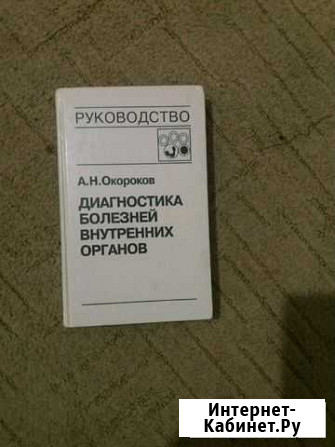 РУКОВОДСТВО
А.Н.Окороков
ДИАГНОСТИКА
БОЛЕЗНЕЙ
ВНУТРЕННИХ
ОРГАНОВ
Интернет-
Кабинет.Ру